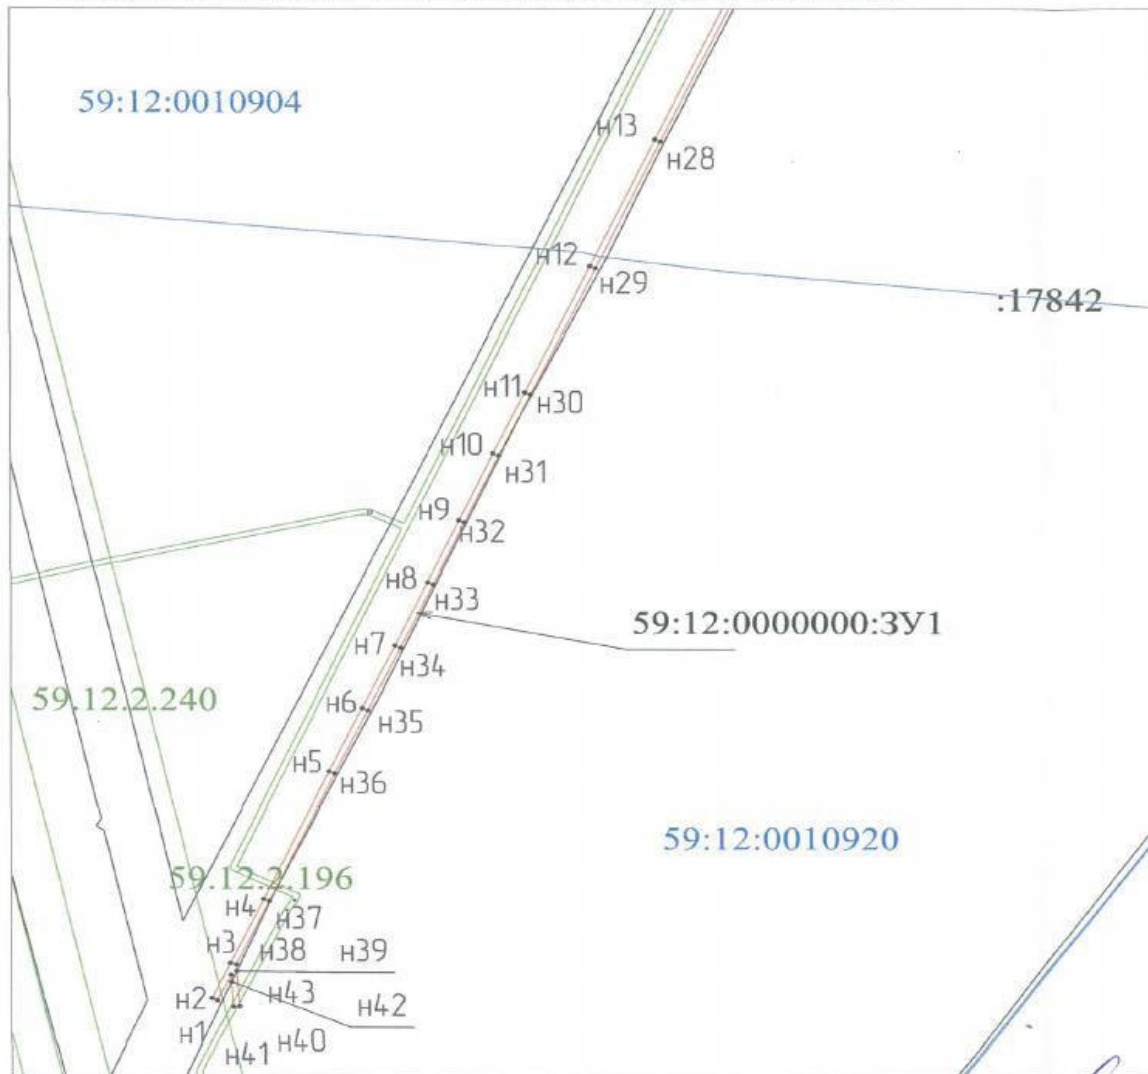 59:12:0010904
н13
н28
н12
н29
:17842
н11
н30
н10
н31
н9
н32
н8
н33
59:12:0000000:ЗУ1
н7
н34
н6
59.12.2.240
н35
н5
н36
59:12:0010920
59.12.2.196
н4
н37
н3
н38
н39
н2
н43
н42
н1
н40
н41